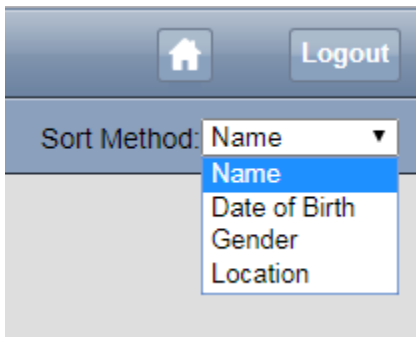 Logout
Sort Method: Name
Name
Date of Birth
Gender
Location